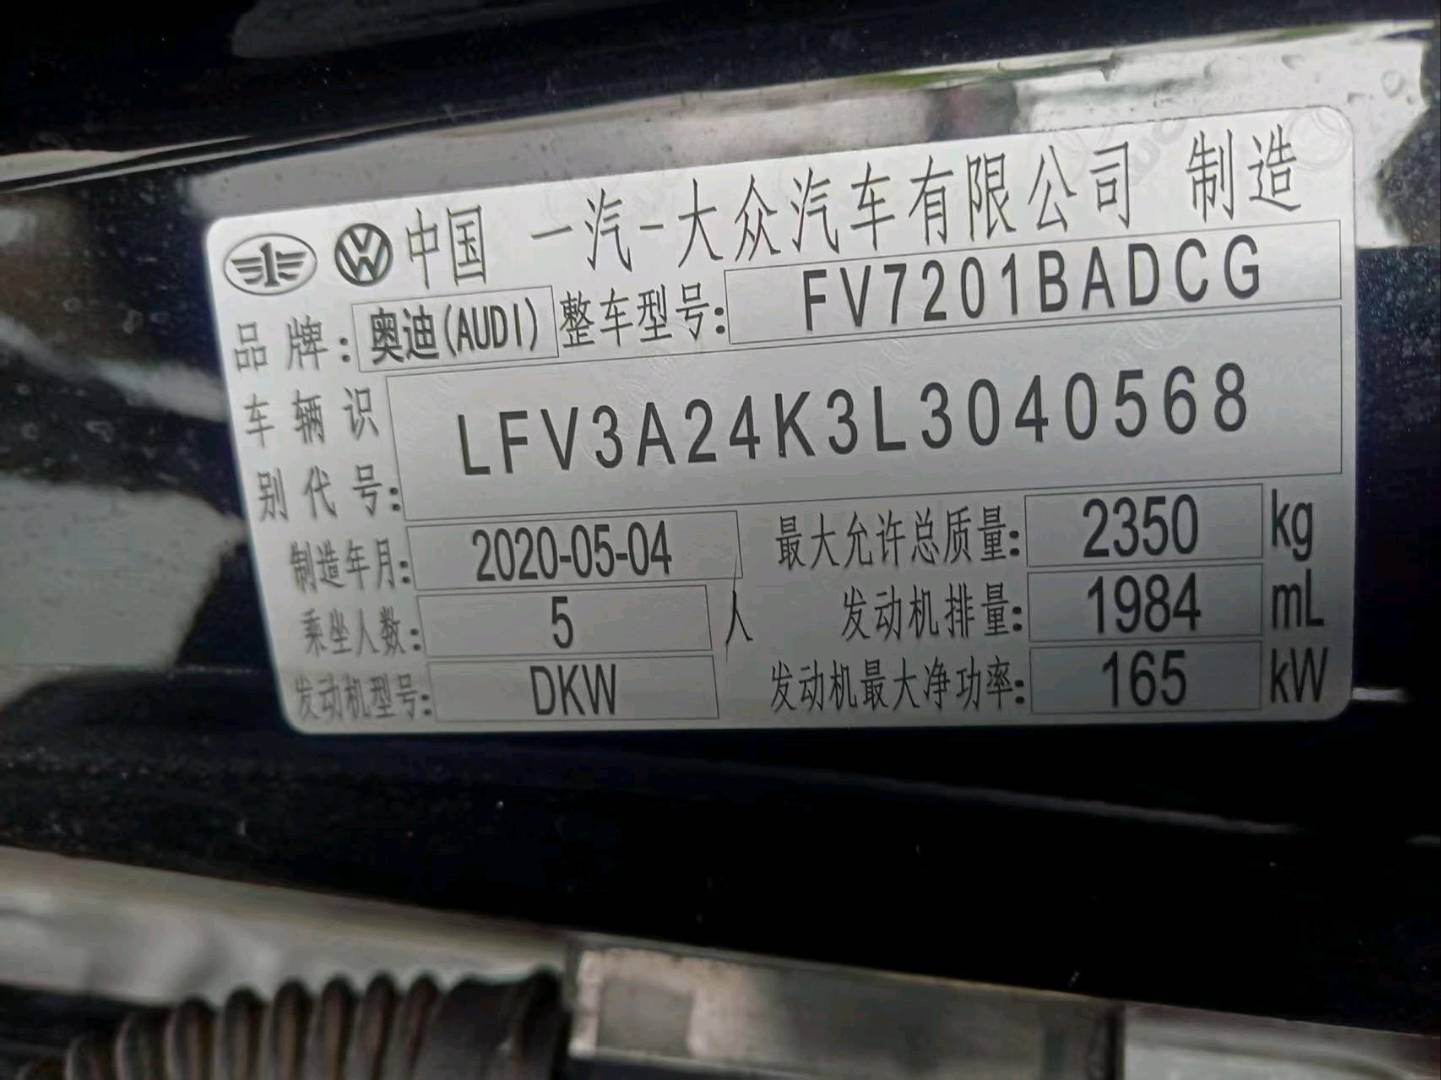 中国 一汽-大众汽车有限公司 制造
品牌: 奥迪(AUDI) 整车型号: FV7201BADCG
车辆识别代号: LFV3A24K3L3040568
制造年月: 2020-05-04 最大允许总质量: 2350 kg
乘坐人数: 5 人 发动机排量: 1984 mL
发动机型号: DKW 发动机最大净功率: 165 kW